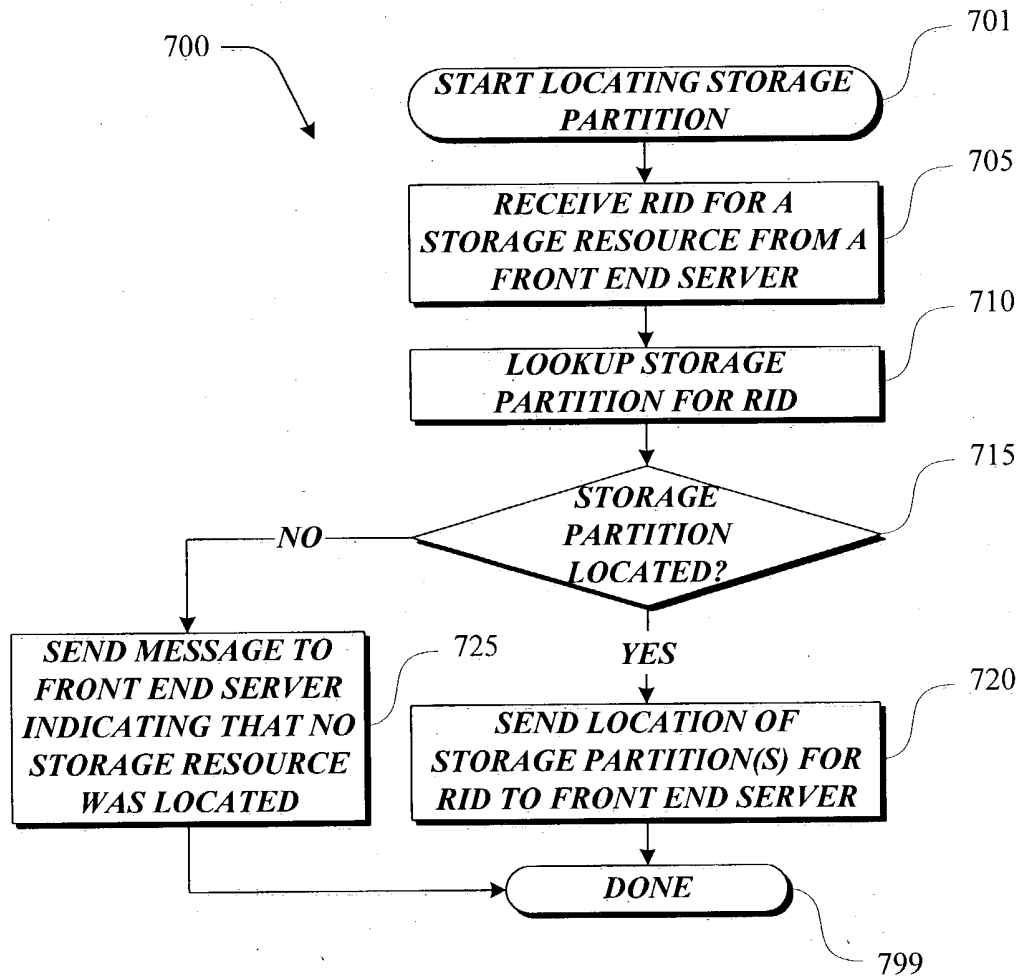 701
700
START LOCATING STORAGE
PARTITION
705
RECEIVE RID FOR A
STORAGE RESOURCE FROM A
FRONT END SERVER
710
LOOKUP STORAGE
PARTITION FOR RID
715
STORAGE
PARTITION
LOCATED?
NO
YES
725
SEND MESSAGE TO
FRONT END SERVER
INDICATING THAT NO
STORAGE RESOURCE
WAS LOCATED
720
SEND LOCATION OF
STORAGE PARTITION(S) FOR
RID TO FRONT END SERVER
DONE
799